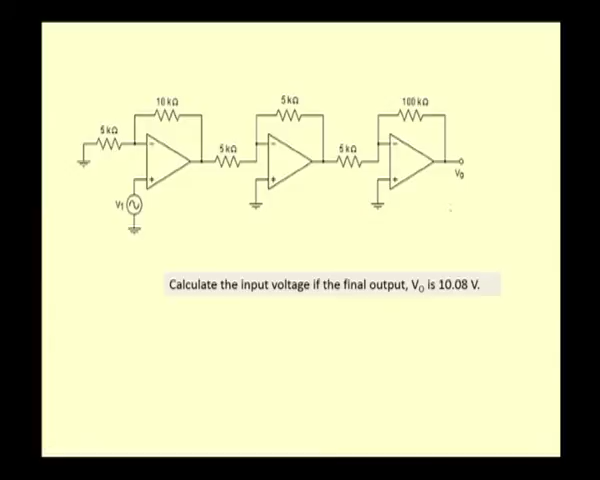 10 kΩ
5 kΩ
100 kΩ
5 kΩ
5 kΩ
5 kΩ
V1
Vo
Calculate the input voltage if the final output, VO is 10.08 V.